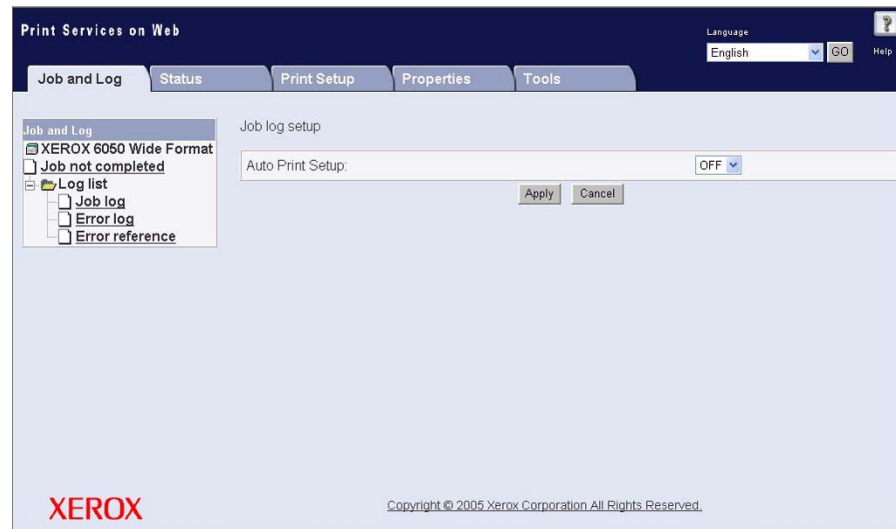 Print Services on Web
Language
English
GO
Help
Job and Log
Status
Print Setup
Properties
Tools
Job and Log
XEROX 6050 Wide Format
Job not completed
Log list
Job log
Error log
Error reference
Job log setup
Auto Print Setup:
OFF
Apply
Cancel
XEROX
Copyright © 2005 Xerox Corporation All Rights Reserved.